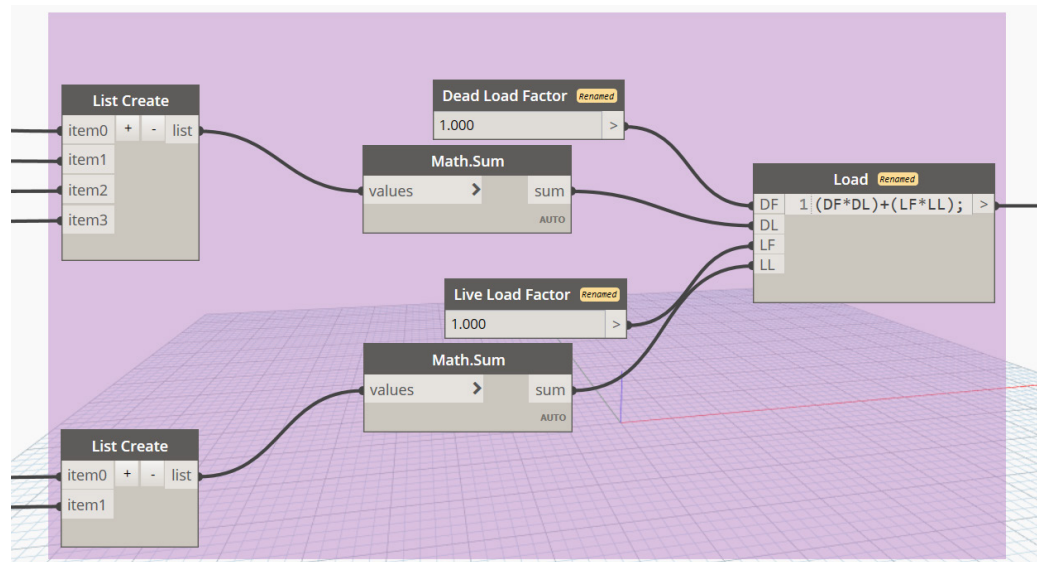 List Create
item0 + - list
item1
item2
item3
Dead Load Factor Renamed
1.000 >
Math.Sum
values > sum
AUTO
Load Renamed
DF 1 (DF*DL)+(LF*LL); >
DL
LF
LL
Live Load Factor Renamed
1.000 >
Math.Sum
values > sum
AUTO
List Create
item0 + - list
item1